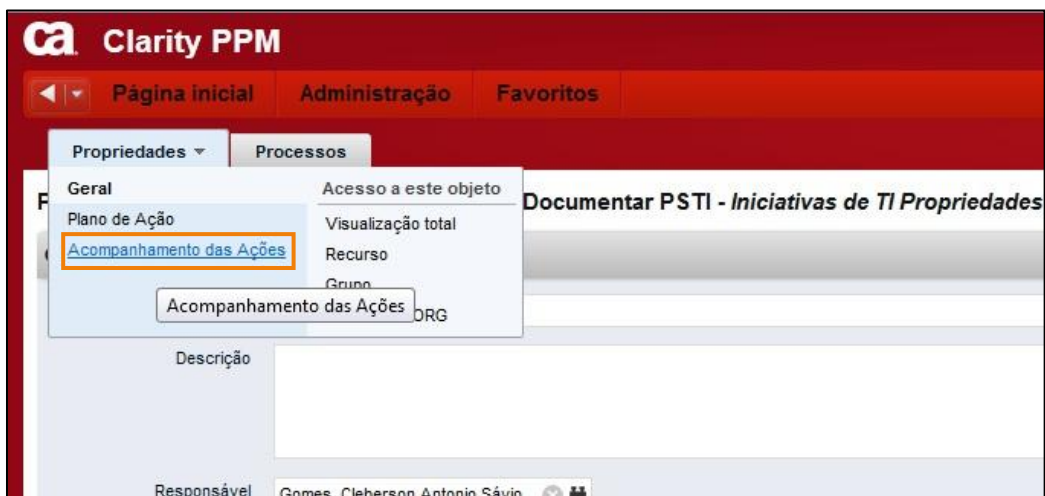 ca Clarity PPM
Página inicial Administração Favoritos
Propriedades Processos
Geral Acesso a este objeto
Documentar PSTI - Iniciativas de TI Propriedades
Plano de Ação Visualização total
Acompanhamento das Ações Recurso
Grupo
Acompanhamento das Ações
ORG
Descrição
Responsável Gomes, Cleberson Antonio Sávio